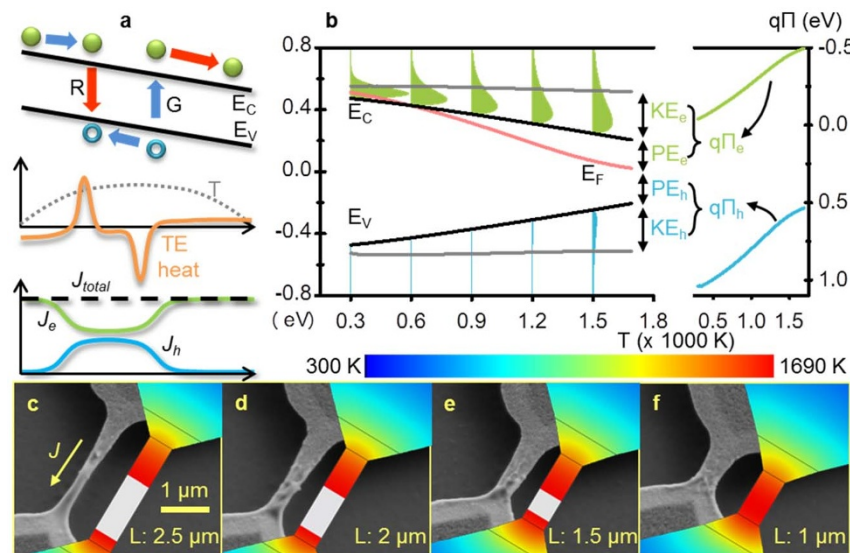 a
R
G
E_C
E_V
T
TE
heat
J_total
J_e
J_h
b
qΠ (eV)
0.8
0.4
0.0
-0.4
-0.8
(eV)
E_C
E_F
E_V
KE_e
PE_e
qΠ_e
PE_h
KE_h
qΠ_h
-0.5
0.0
0.5
1.0
0.3 0.6 0.9 1.2 1.5 1.8 0.5 1.0 1.5
T (x 1000 K)
300 K 1690 K
c d e f
J
1 µm
L: 2.5 µm L: 2 µm L: 1.5 µm L: 1 µm